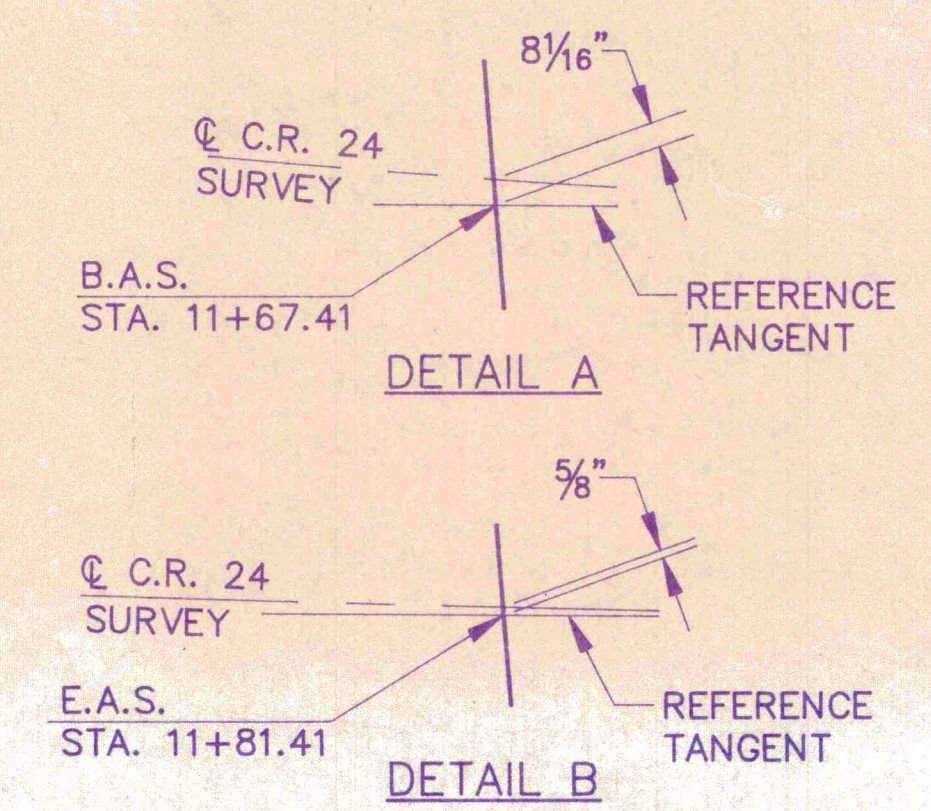 8 1/16"
℄ C.R. 24
SURVEY
B.A.S.
STA. 11+67.41
REFERENCE
TANGENT
DETAIL A
5/8"
℄ C.R. 24
SURVEY
E.A.S.
STA. 11+81.41
REFERENCE
TANGENT
DETAIL B